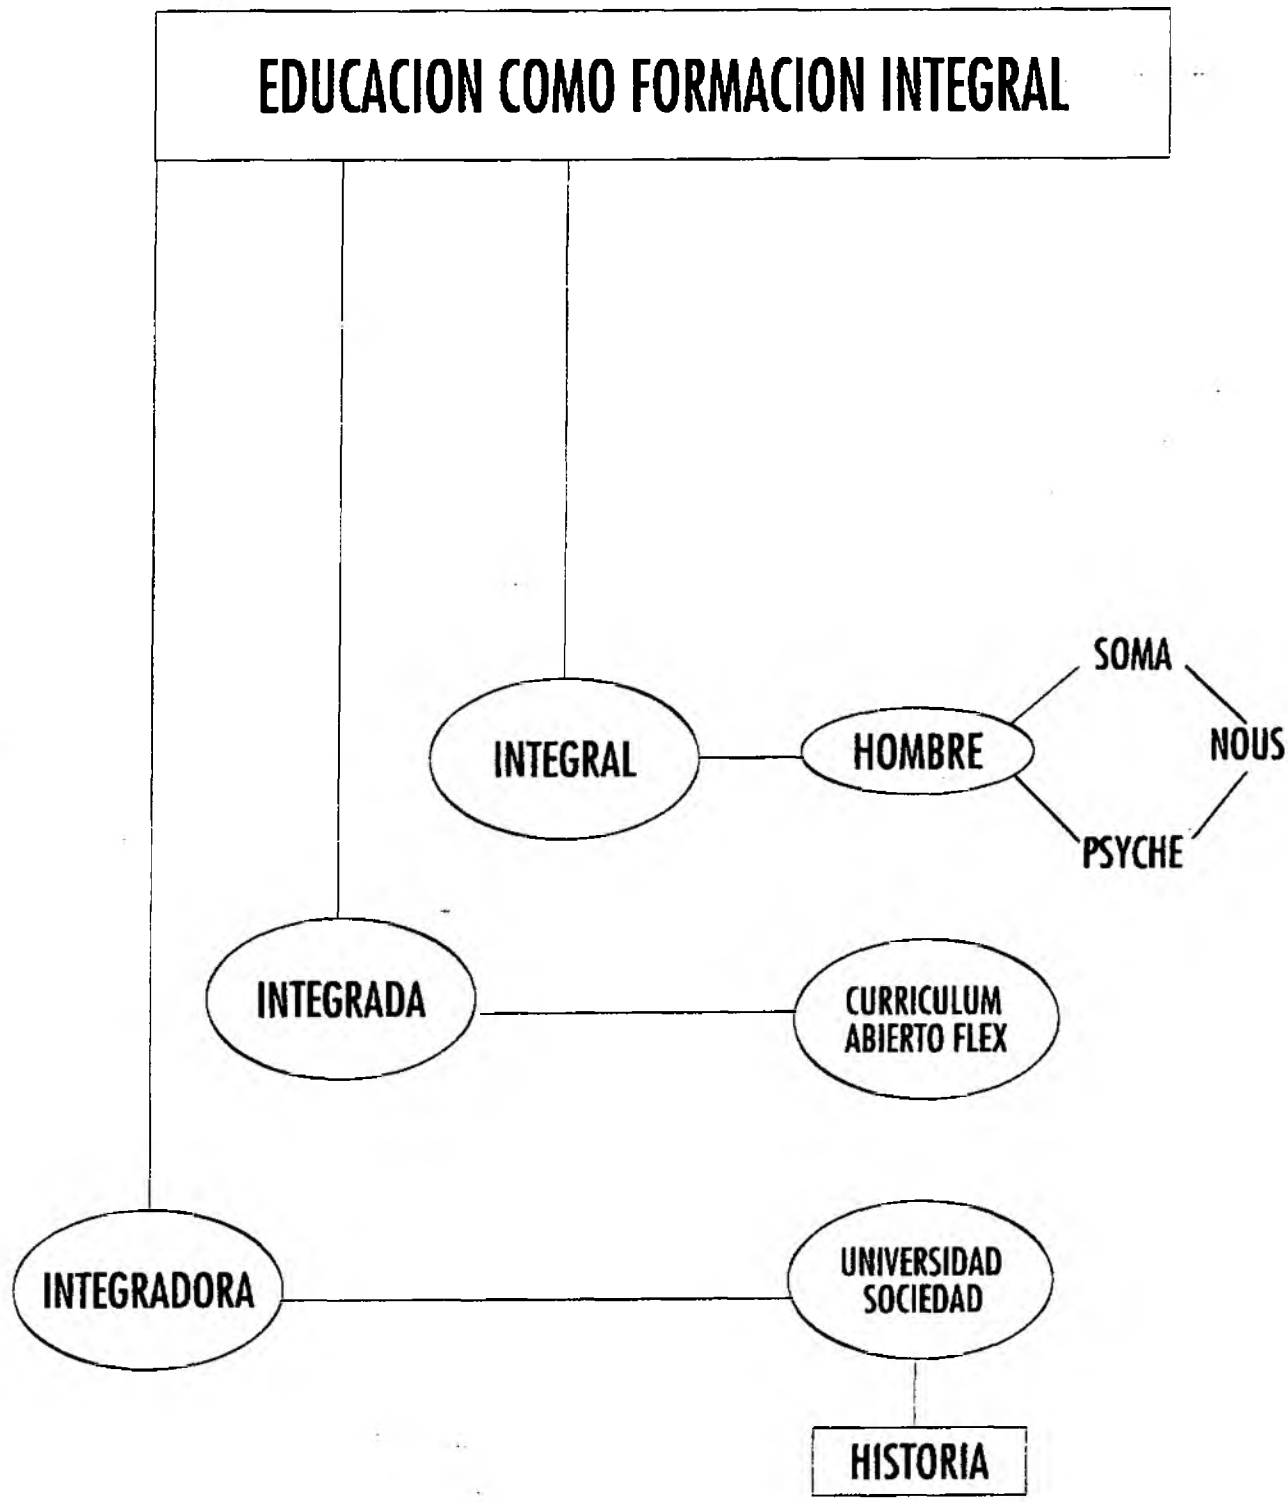 EDUCACION COMO FORMACION INTEGRAL
SOMA
INTEGRAL
HOMBRE
NOUS
PSYCHE
INTEGRADA
CURRICULUM
ABIERTO FLEX
INTEGRADORA
UNIVERSIDAD
SOCIEDAD
HISTORIA